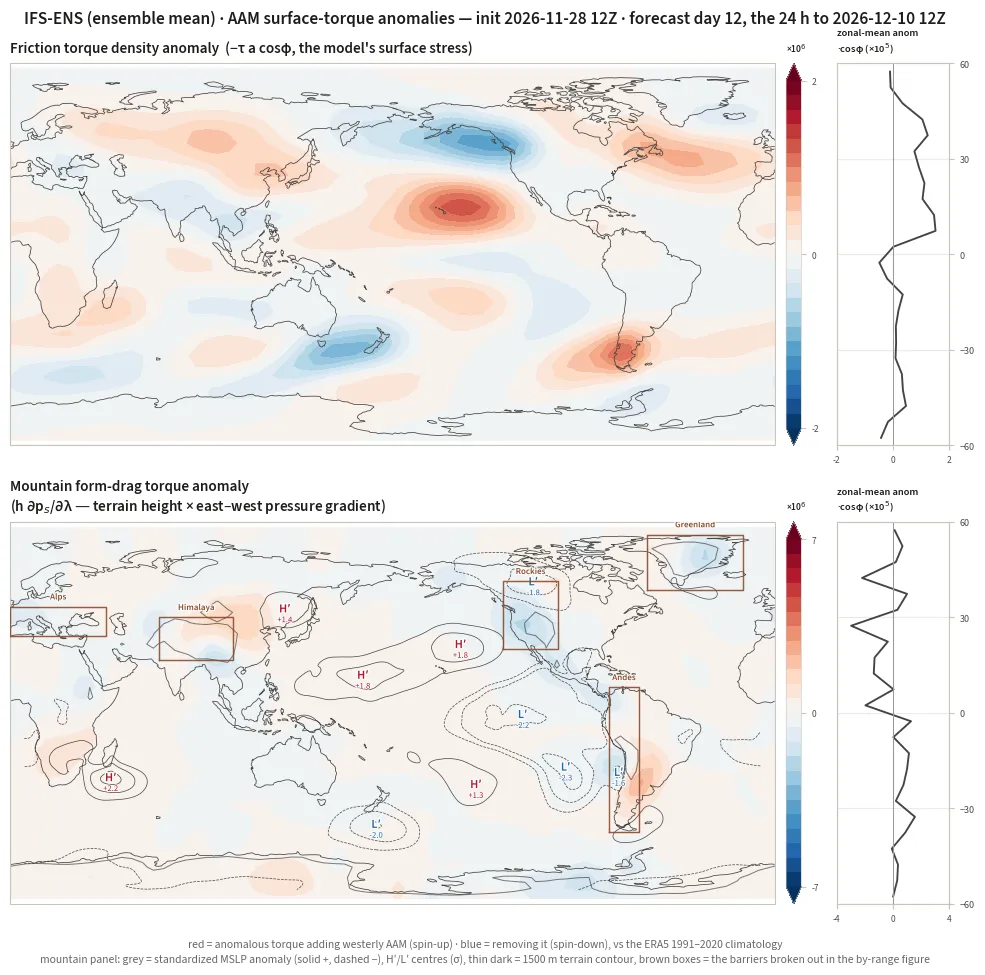 IFS-ENS (ensemble mean) · AAM surface-torque anomalies — init 2026-11-28 12Z · forecast day 12, the 24 h to 2026-12-10 12Z
Friction torque density anomaly (−τ a cosϕ, the model's surface stress)
×10⁶
zonal-mean anom
·cosϕ (×10⁵)
2
0
-2
60
30
0
−30
−60
-2
0
2
Mountain form-drag torque anomaly
(h ∂pₛ/∂λ — terrain height × east–west pressure gradient)
×10⁶
zonal-mean anom
·cosϕ (×10⁵)
Greenland
Rockies
L′
-1.8
Alps
Himalaya
H′
+1.4
H′
+1.8
H′
+1.8
Andes
L′
-2.2
L′
-2.3
L′
-1.6
H′
+2.2
H′
+1.3
L′
-2.0
7
0
-7
60
30
0
−30
−60
-4
0
4
red = anomalous torque adding westerly AAM (spin-up) · blue = removing it (spin-down), vs the ERA5 1991–2020 climatology
mountain panel: grey = standardized MSLP anomaly (solid +, dashed −), H′/L′ centres (σ), thin dark = 1500 m terrain contour, brown boxes = the barriers broken out in the by-range figure